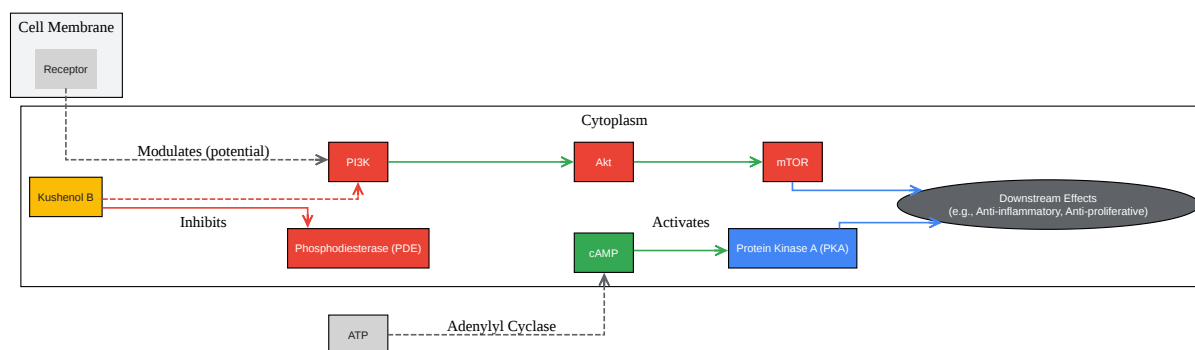 Cell Membrane
Receptor
Cytoplasm
Modulates (potential)
PI3K
Akt
mTOR
Kushenol B
Inhibits
Phosphodiesterase (PDE)
cAMP
Activates
Protein Kinase A (PKA)
Downstream Effects
(e.g., Anti-inflammatory, Anti-proliferative)
ATP
Adenylyl Cyclase